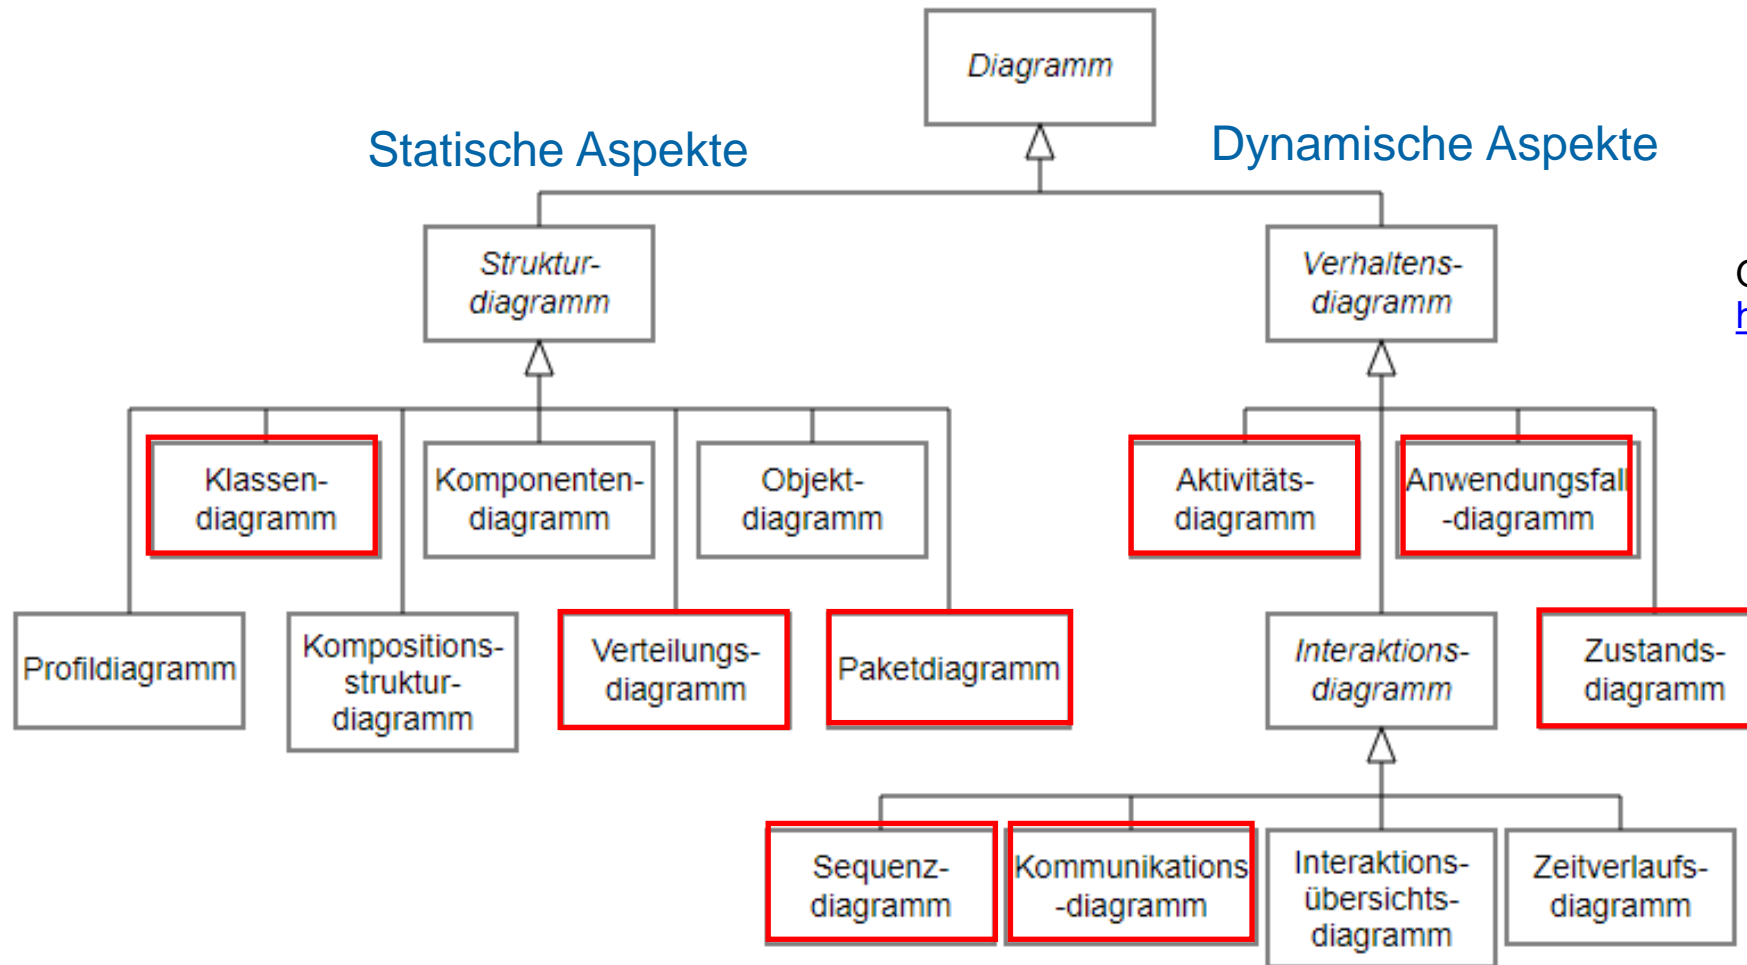 Diagramm
Statische Aspekte
Dynamische Aspekte
Struktur-
diagramm
Verhaltens-
diagramm
Klassen-
diagramm
Komponenten-
diagramm
Objekt-
diagramm
Aktivitäts-
diagramm
Anwendungsfall
-diagramm
Profildiagramm
Kompositions-
struktur-
diagramm
Verteilungs-
diagramm
Paketdiagramm
Interaktions-
diagramm
Zustands-
diagramm
Sequenz-
diagramm
Kommunikations
-diagramm
Interaktions-
übersichts-
diagramm
Zeitverlaufs-
diagramm